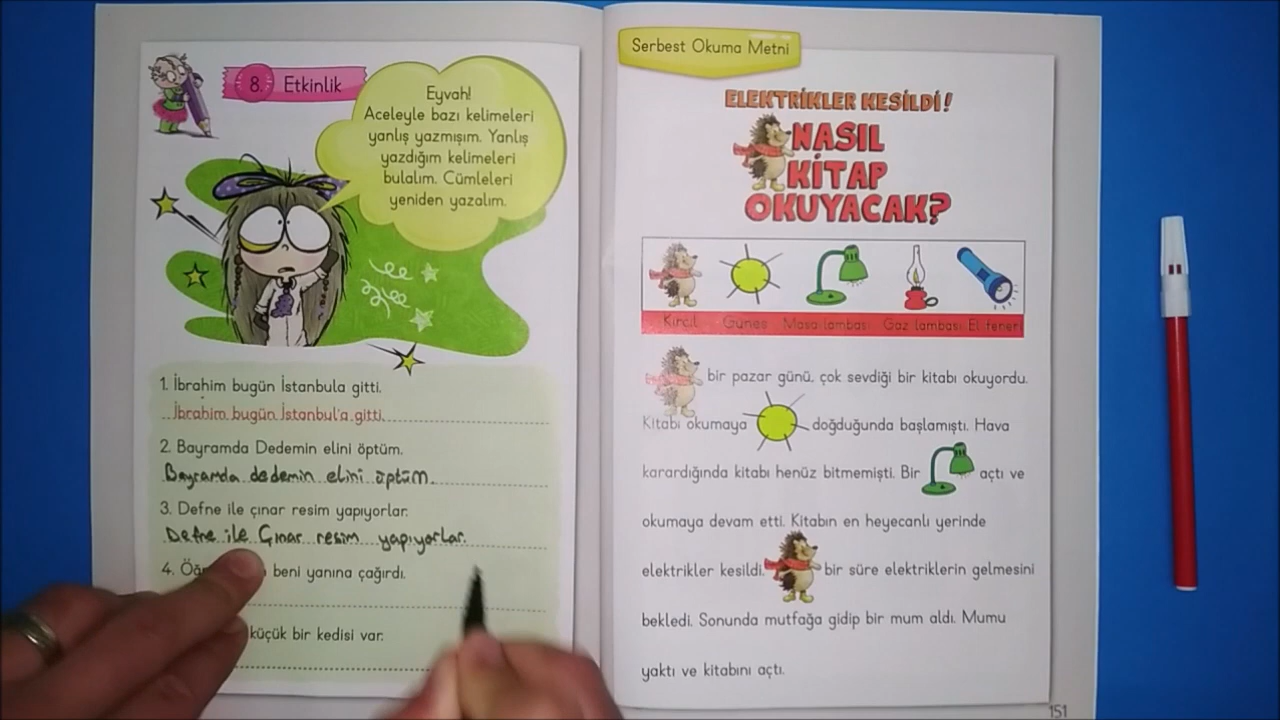 8. Etkinlik
Eyvah!
Aceleyle bazı kelimeleri
yanlış yazmışım. Yanlış
yazdığım kelimeleri
bulalım. Cümleleri
yeniden yazalım.
1. İbrahim bugün İstanbula gitti.
İbrahim bugün İstanbul'a gitti.
2. Bayramda Dedemin elini öptüm.
Bayramda dedemin elini öptüm.
3. Defne ile çınar resim yapıyorlar.
Defne ile Çınar resim yapıyorlar.
4. beni yanına çağırdı.
küçük bir kedisi var.
Serbest Okuma Metni
ELEKTRİKLER KESİLDİ!
NASIL
KİTAP
OKUYACAK?
Kırçıl Güneş Masa lambası Gaz lambası El feneri
bir pazar günü, çok sevdiği bir kitabı okuyordu.
Kitabı okumaya doğduğunda başlamıştı. Hava
karardığında kitabı henüz bitmemişti. Bir açtı ve
okumaya devam etti. Kitabın en heyecanlı yerinde
elektrikler kesildi. bir süre elektriklerin gelmesini
bekledi. Sonunda mutfağa gidip bir mum aldı. Mumu
yaktı ve kitabını açtı.
151